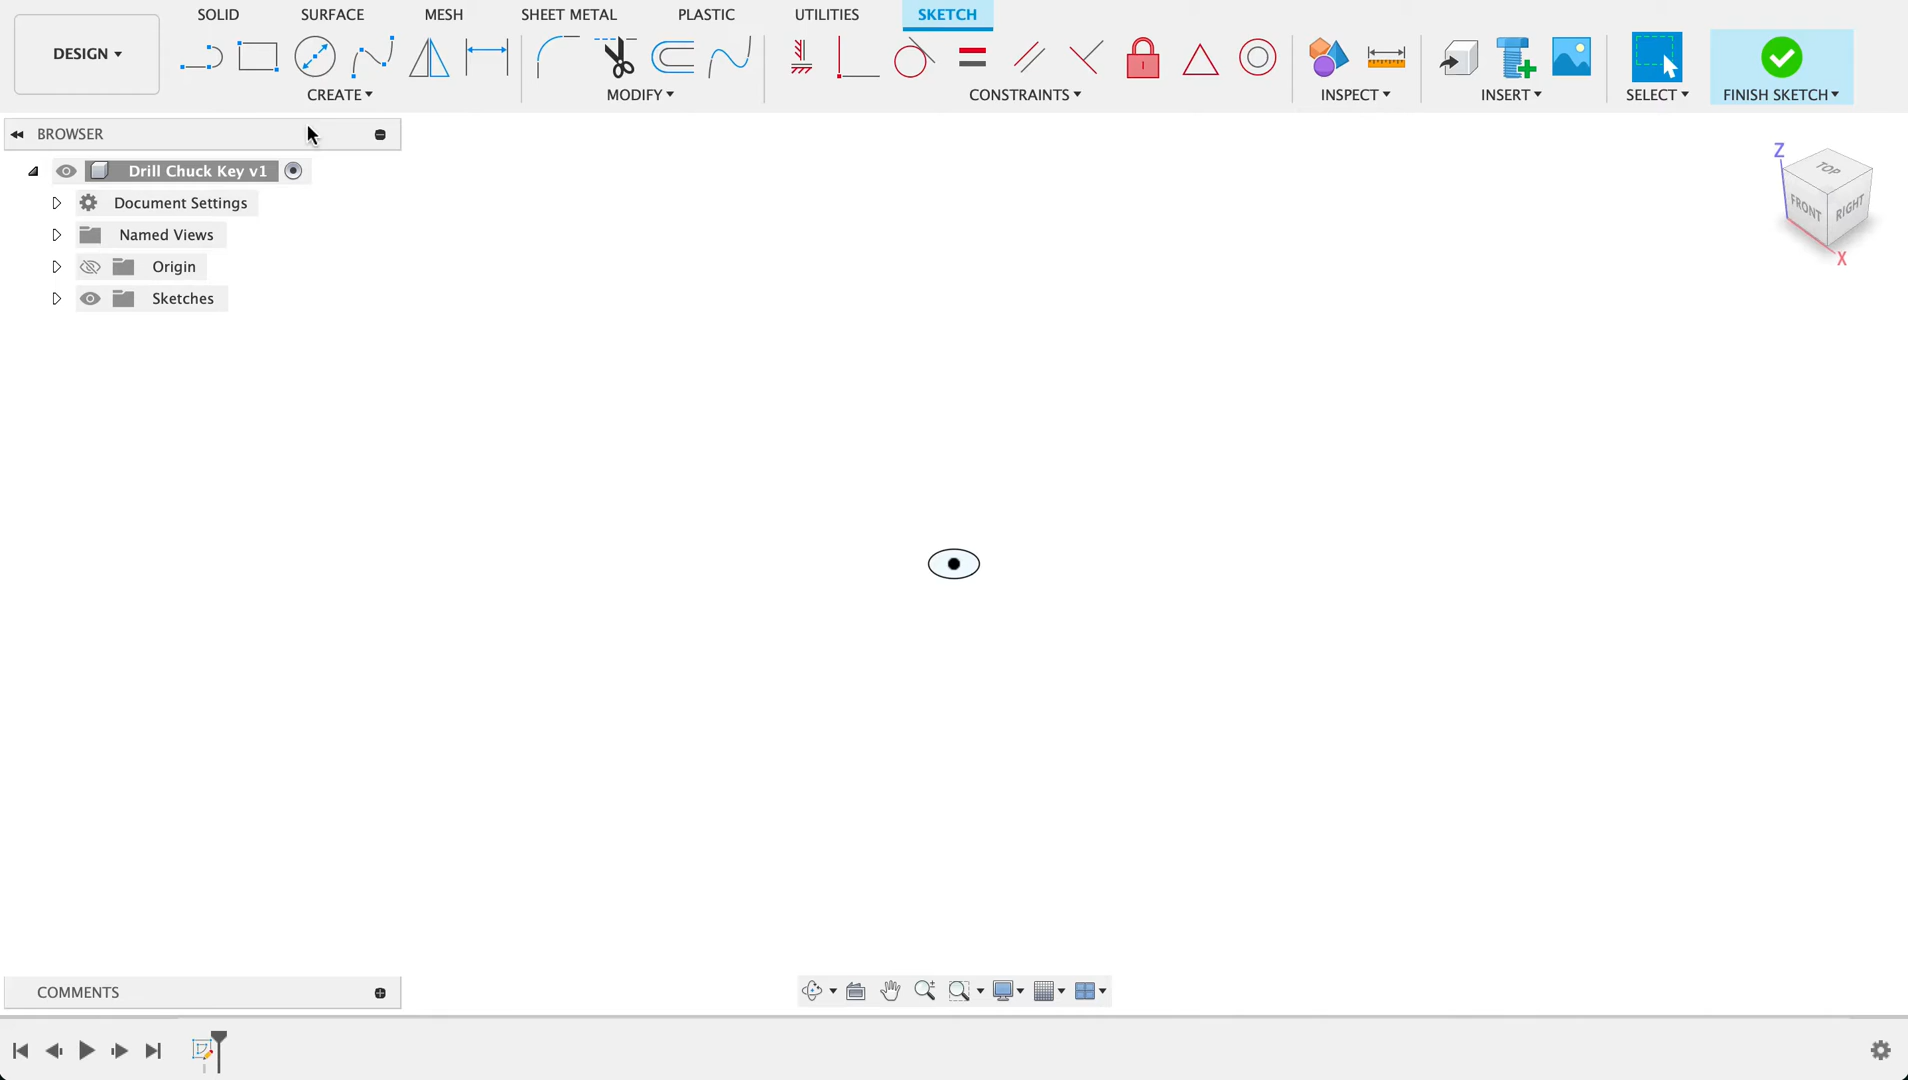 SOLID SURFACE MESH SHEET METAL PLASTIC UTILITIES SKETCH
DESIGN
CREATE MODIFY CONSTRAINTS INSPECT INSERT SELECT FINISH SKETCH
BROWSER
Drill Chuck Key v1
Document Settings
Named Views
Origin
Sketches
Z
TOP
FRONT
RIGHT
X
COMMENTS